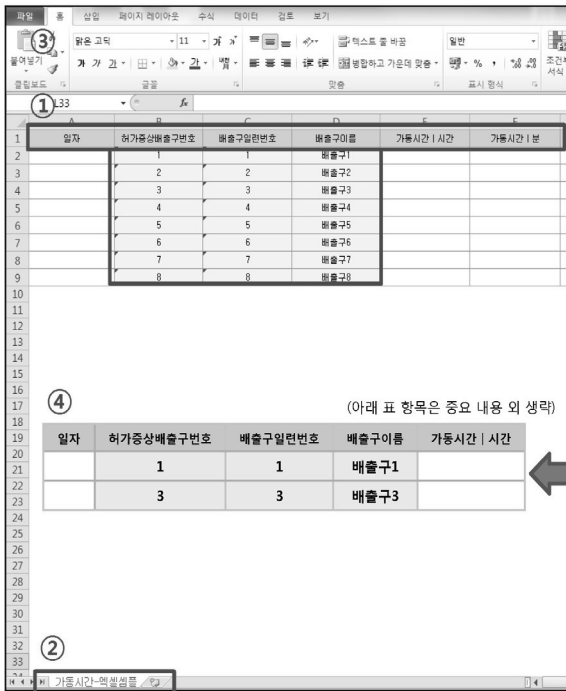 파일 홈 삽입 페이지 레이아웃 수식 데이터 검토 보기
③ 맑은 고딕 11 가 가 텍스트 줄 바꿈 일반
붙여넣기 가 가 가 가 병합하고 가운데 맞춤 % , 조건부 서식
클립보드 글꼴 맞춤 표시 형식
① L33 fx
A B C D E F
1 일자 허가증상배출구번호 배출구일련번호 배출구이름 가동시간|시간 가동시간|분
2 1 1 배출구1
3 2 2 배출구2
4 3 3 배출구3
5 4 4 배출구4
6 5 5 배출구5
7 6 6 배출구6
8 7 7 배출구7
9 8 8 배출구8
10
11
12
13
14
15
16
17 ④ (아래 표 항목은 중요 내용 외 생략)
18
19 일자 허가증상배출구번호 배출구일련번호 배출구이름 가동시간|시간
20
21 1 1 배출구1
22
23 3 3 배출구3
24
25
26
27
28
29
30
31
32 ②
33
가동시간-엑셀샘플